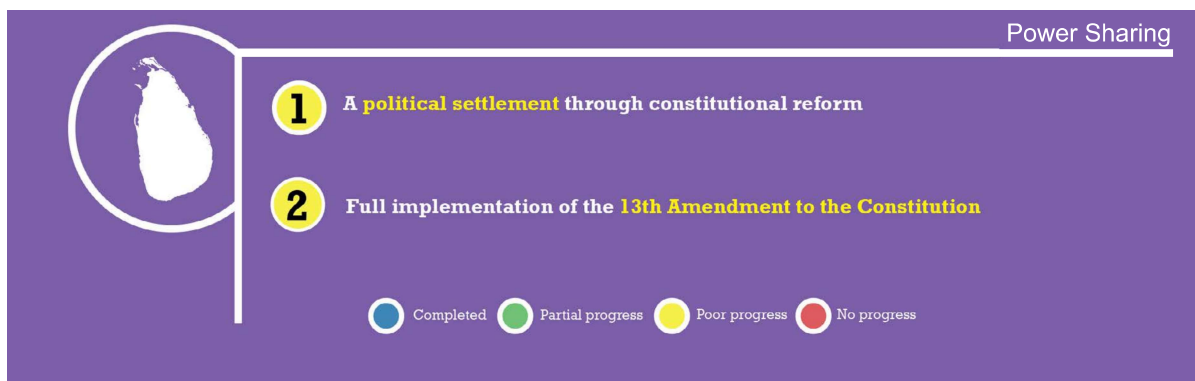 Power Sharing
1 A political settlement through constitutional reform
2 Full implementation of the 13th Amendment to the Constitution
Completed Partial progress Poor progress No progress